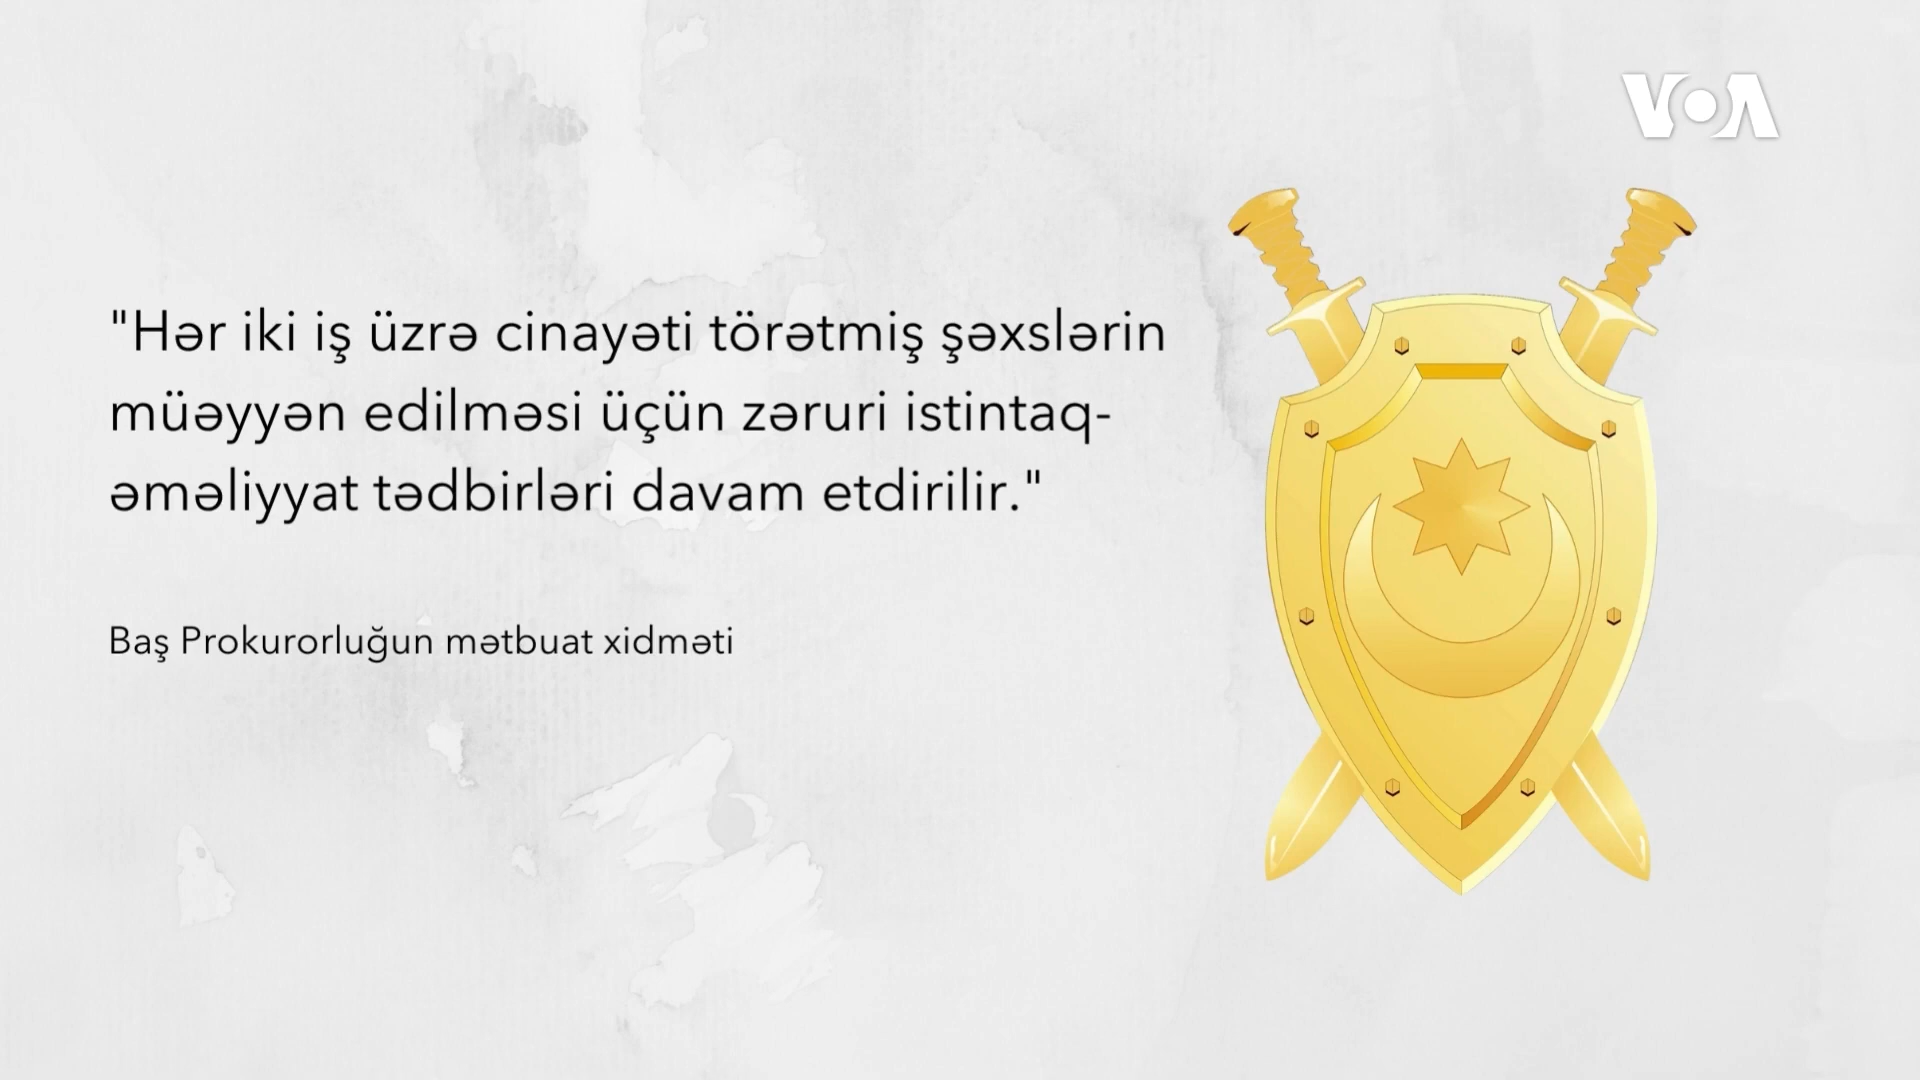 VOA
"Hər iki iş üzrə cinayəti törətmiş şəxslərin
müəyyən edilməsi üçün zəruri istintaq-
əməliyyat tədbirləri davam etdirilir."
Baş Prokurorluğun mətbuat xidməti